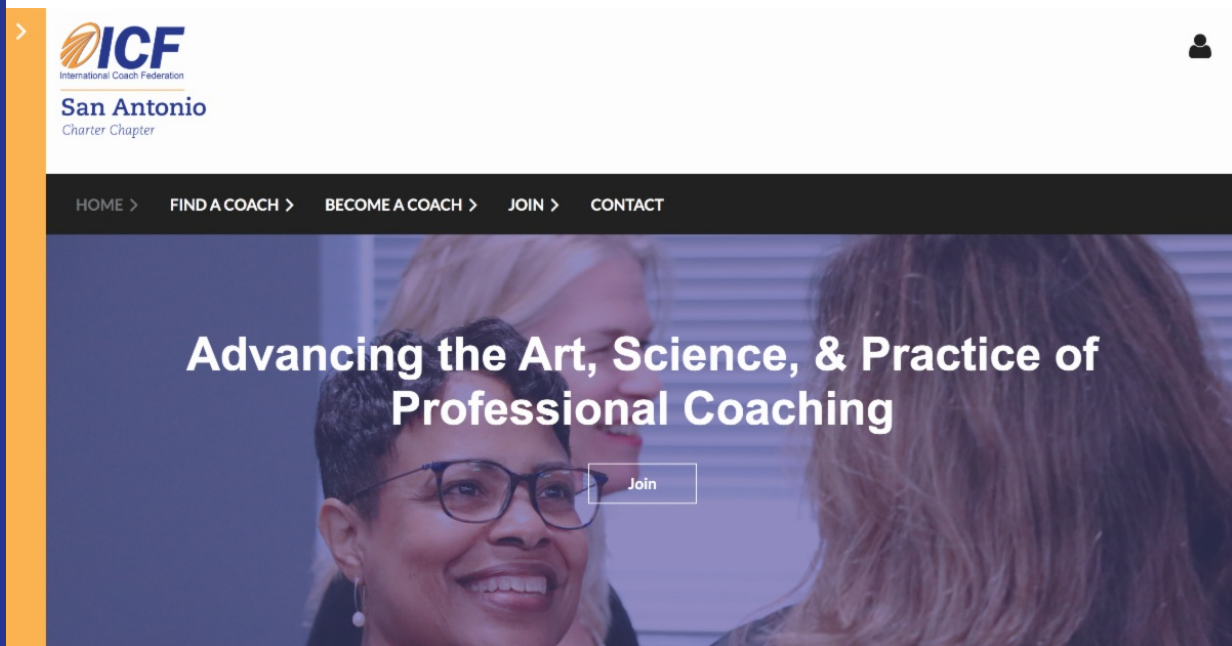 ICF
International Coach Federation
San Antonio
Charter Chapter
HOME > FIND A COACH > BECOME A COACH > JOIN > CONTACT
Advancing the Art, Science, & Practice of
Professional Coaching
Join